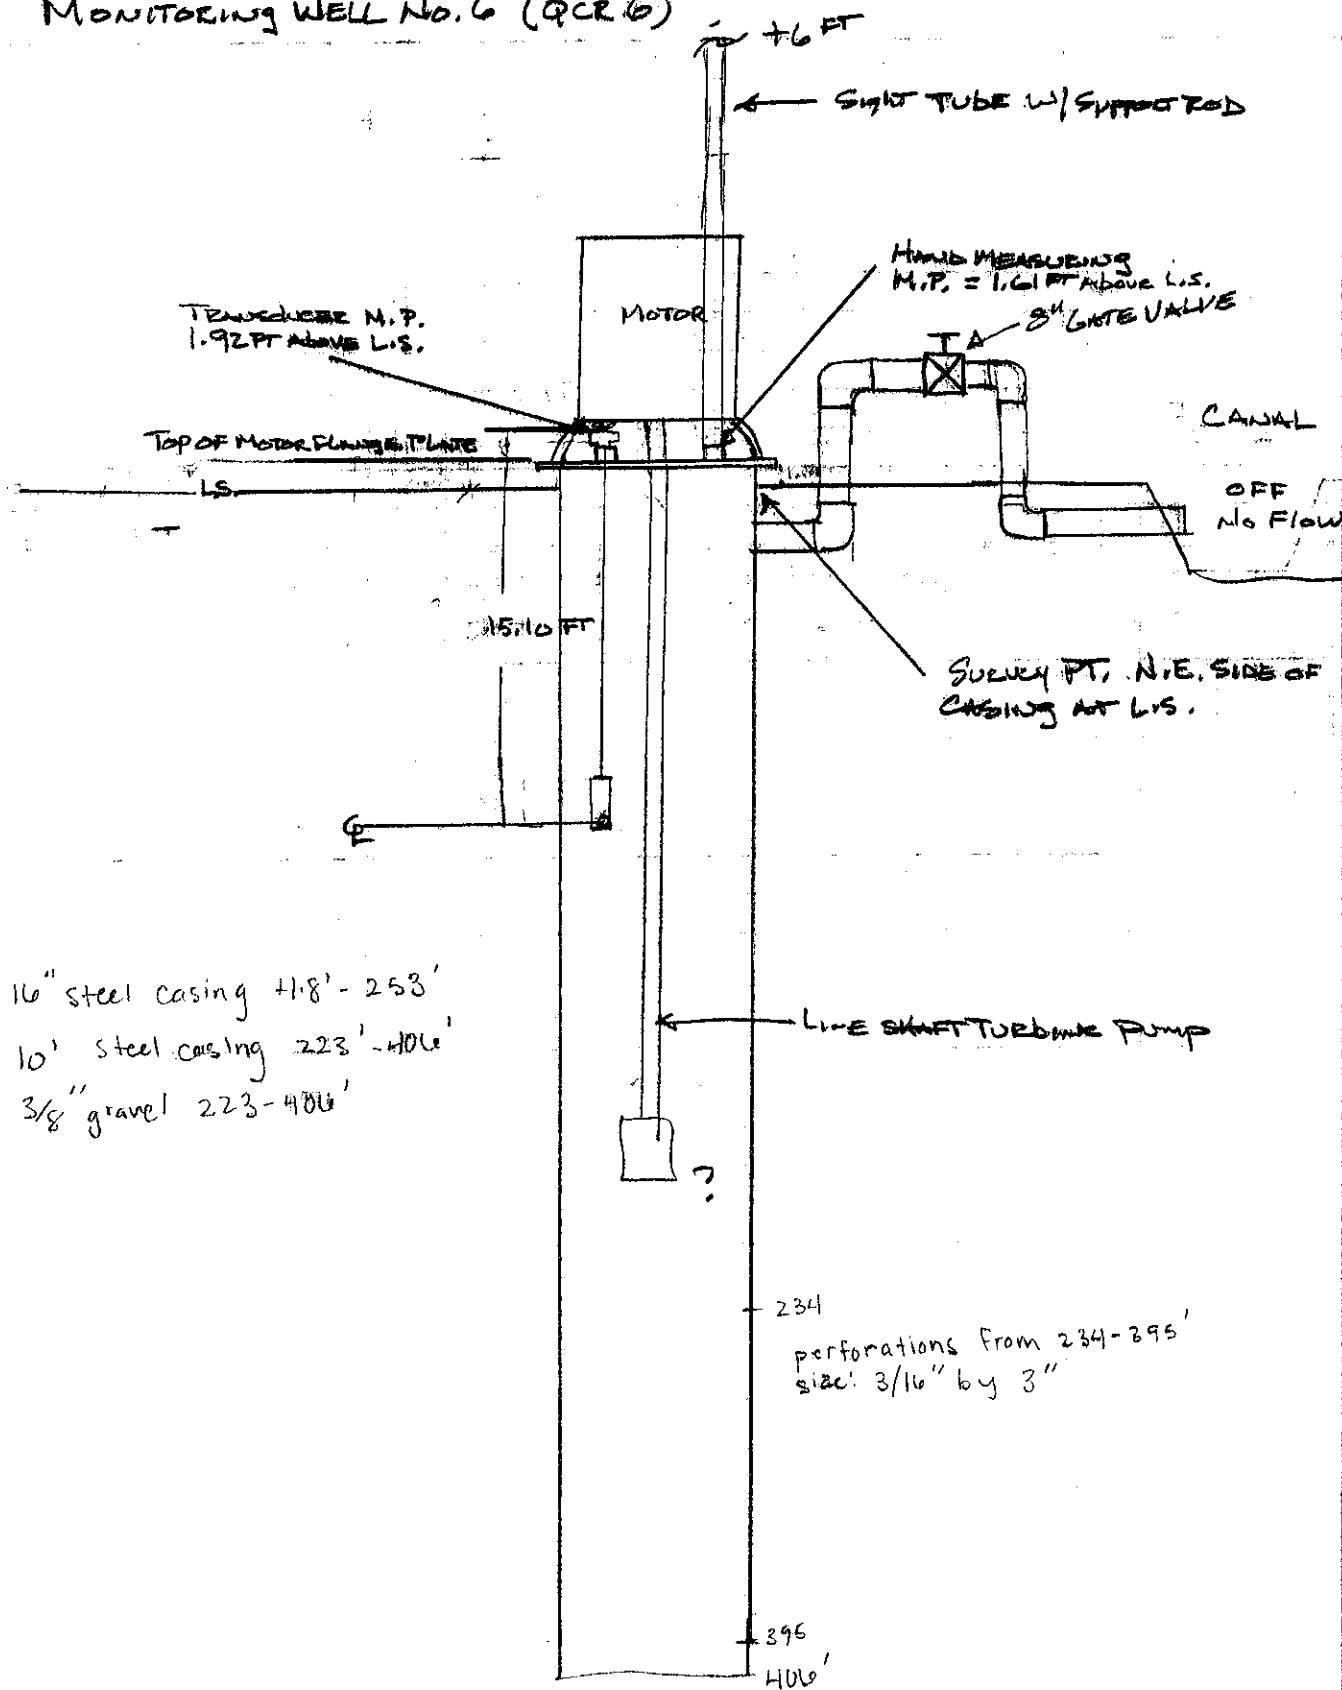 MONITORING WELL NO. 6 (QCR 6)
+6 FT
SIGHT TUBE W/ SUPPORT ROD
HAND MEASURING
M.P. = 1.61 FT ABOVE L.S.
8" GATE VALVE
TRANSDUCER M.P.
1.92 FT ABOVE L.S.
MOTOR
CANAL
TOP OF MOTOR FLANGE PLATE
L.S.
OFF
NO FLOW
15.10 FT
SURVEY PT. N.E. SIDE OF
CASING AT L.S.
CL
16" steel casing +1.8' - 253'
10' steel casing 223' - 406'
3/8" gravel 223-406'
LINE SHAFT TURBINE PUMP
?
234
perforations from 234-395'
size: 3/16" by 3"
395
406'